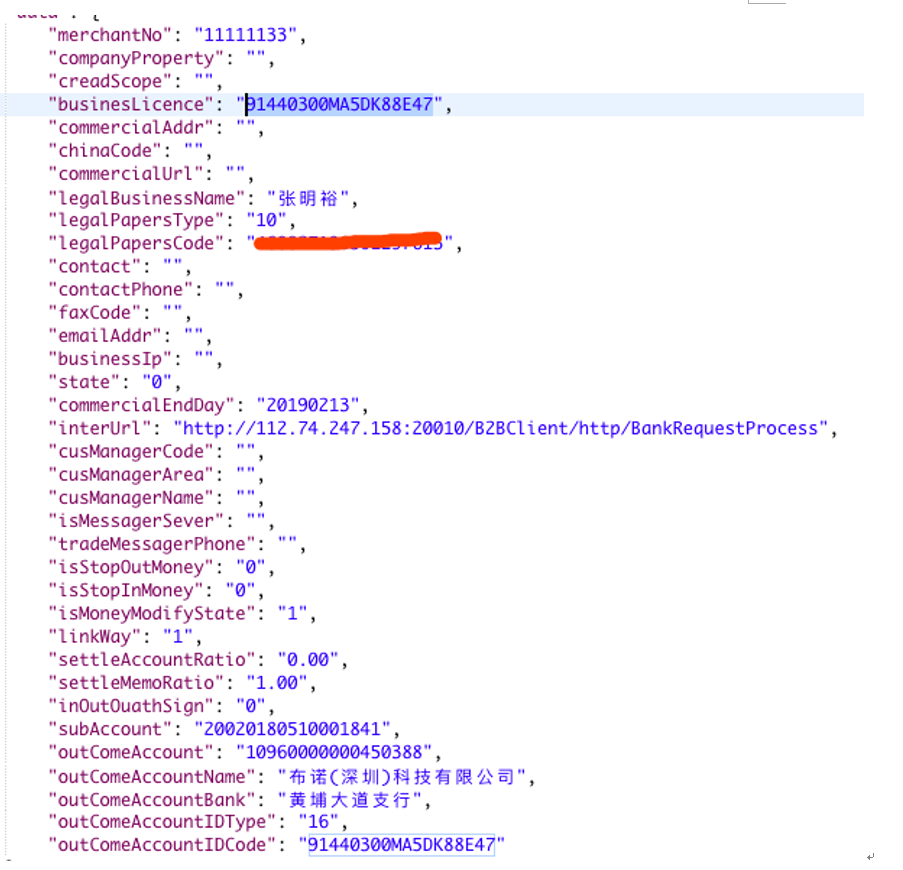 "merchantNo": "11111133",
"companyProperty": "",
"creadScope": "",
"businesLicence": "91440300MA5DK88E47",
"commercialAddr": "",
"chinaCode": "",
"commercialUrl": "",
"legalBusinessName": "张明裕",
"legalPapersType": "10",
"legalPapersCode": "",
"contact": "",
"contactPhone": "",
"faxCode": "",
"emailAddr": "",
"businessIp": "",
"state": "0",
"commercialEndDay": "20190213",
"interUrl": "http://112.74.247.158:20010/B2BClient/http/BankRequestProcess",
"cusManagerCode": "",
"cusManagerArea": "",
"cusManagerName": "",
"isMessagerSever": "",
"tradeMessagerPhone": "",
"isStopOutMoney": "0",
"isStopInMoney": "0",
"isMoneyModifyState": "1",
"linkWay": "1",
"settleAccountRatio": "0.00",
"settleMemoRatio": "1.00",
"inOutOuathSign": "0",
"subAccount": "20020180510001841",
"outComeAccount": "10960000000450388",
"outComeAccountName": "布诺(深圳)科技有限公司",
"outComeAccountBank": "黄埔大道支行",
"outComeAccountIDType": "16",
"outComeAccountIDCode": "91440300MA5DK88E47"